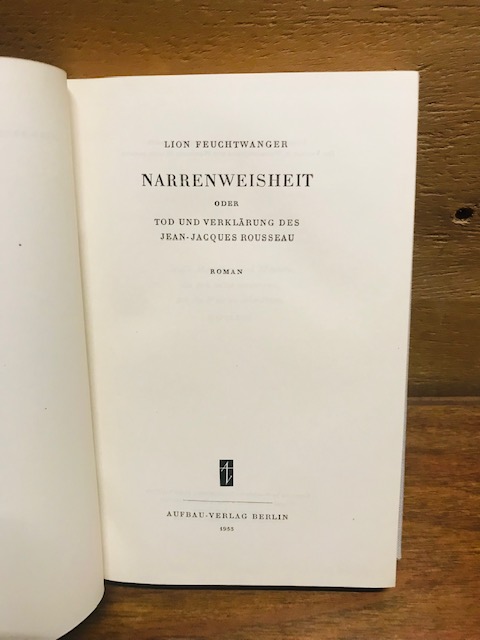 LION FEUCHTWANGER
NARRENWEISHEIT
ODER
TOD UND VERKLÄRUNG DES
JEAN-JACQUES ROUSSEAU
ROMAN
AUFBAU-VERLAG BERLIN
1953